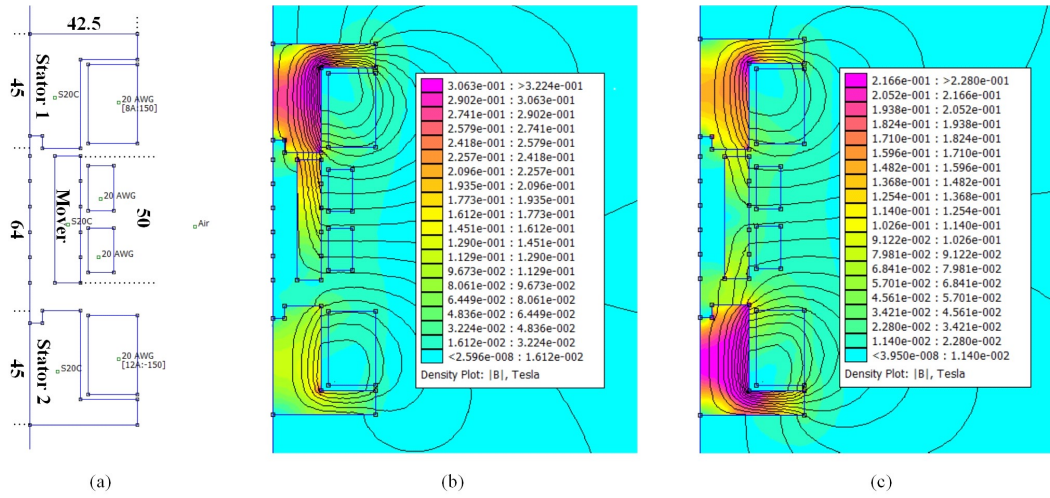 42.5
45
Stator 1
S20C
20 AWG
[8A:150]
64
Mover
20 AWG
S20C
20 AWG
50
Air
45
Stator 2
S20C
20 AWG
[12A:-150]
(a)
3.063e-001 : >3.224e-001
2.902e-001 : 3.063e-001
2.741e-001 : 2.902e-001
2.579e-001 : 2.741e-001
2.418e-001 : 2.579e-001
2.257e-001 : 2.418e-001
2.096e-001 : 2.257e-001
1.935e-001 : 2.096e-001
1.773e-001 : 1.935e-001
1.612e-001 : 1.773e-001
1.451e-001 : 1.612e-001
1.290e-001 : 1.451e-001
1.129e-001 : 1.290e-001
9.673e-002 : 1.129e-001
8.061e-002 : 9.673e-002
6.449e-002 : 8.061e-002
4.836e-002 : 6.449e-002
3.224e-002 : 4.836e-002
1.612e-002 : 3.224e-002
<2.596e-008 : 1.612e-002
Density Plot: |B|, Tesla
(b)
2.166e-001 : >2.280e-001
2.052e-001 : 2.166e-001
1.938e-001 : 2.052e-001
1.824e-001 : 1.938e-001
1.710e-001 : 1.824e-001
1.596e-001 : 1.710e-001
1.482e-001 : 1.596e-001
1.368e-001 : 1.482e-001
1.254e-001 : 1.368e-001
1.140e-001 : 1.254e-001
1.026e-001 : 1.140e-001
9.122e-002 : 1.026e-001
7.981e-002 : 9.122e-002
6.841e-002 : 7.981e-002
5.701e-002 : 6.841e-002
4.561e-002 : 5.701e-002
3.421e-002 : 4.561e-002
2.280e-002 : 3.421e-002
1.140e-002 : 2.280e-002
<3.950e-008 : 1.140e-002
Density Plot: |B|, Tesla
(c)